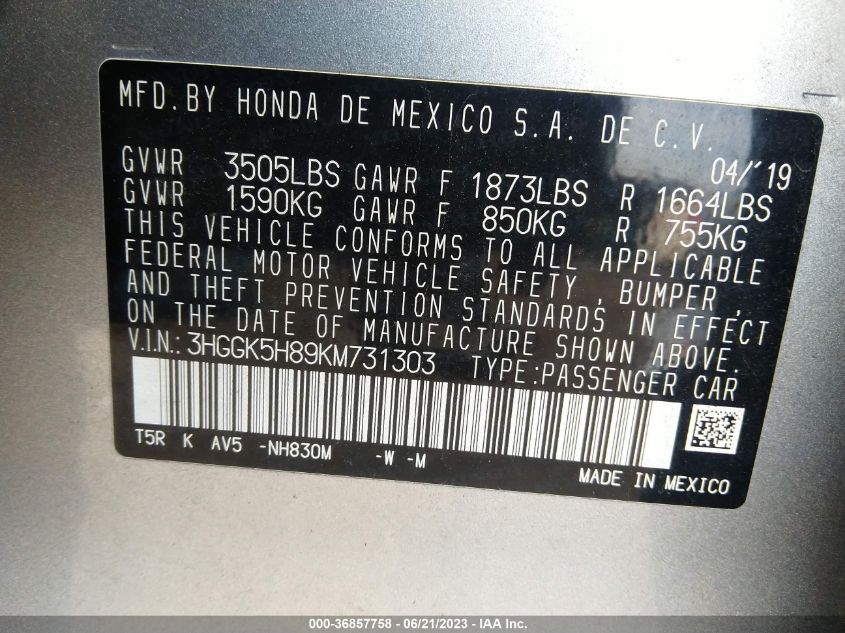 MFD.BY HONDA DE MEXICO S.A. DE C.V.
04/'19
GVWR 3505LBS GAWR F 1873LBS R 1664LBS
GVWR 1590KG GAWR F 850KG R 755KG
THIS VEHICLE CONFORMS TO ALL APPLICABLE
FEDERAL MOTOR VEHICLE SAFETY, BUMPER,
AND THEFT PREVENTION STANDARDS IN EFFECT
ON THE DATE OF MANUFACTURE SHOWN ABOVE.
V.I.N.: 3HGGK5H89KM731303 TYPE:PASSENGER CAR
T5R K AV5 -NH830M -W -M
MADE IN MEXICO
000-36857758 - 06/21/2023 - IAA Inc.